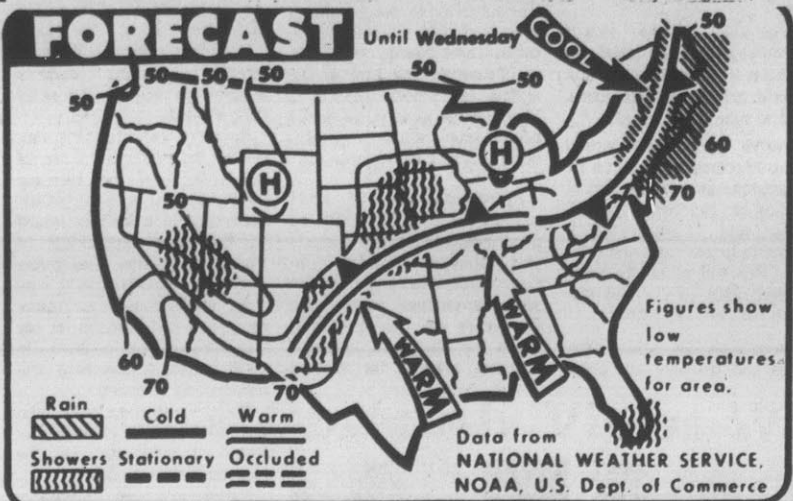 FORECAST
Until Wednesday
COOL
50
50 50 50 50 50
50
60
70
H
H
50
60
70
70
WARM
WARM
Figures show
low
temperatures
for area.
Rain
Cold
Warm
Showers
Stationary
Occluded
Data from
NATIONAL WEATHER SERVICE,
NOAA, U.S. Dept. of Commerce